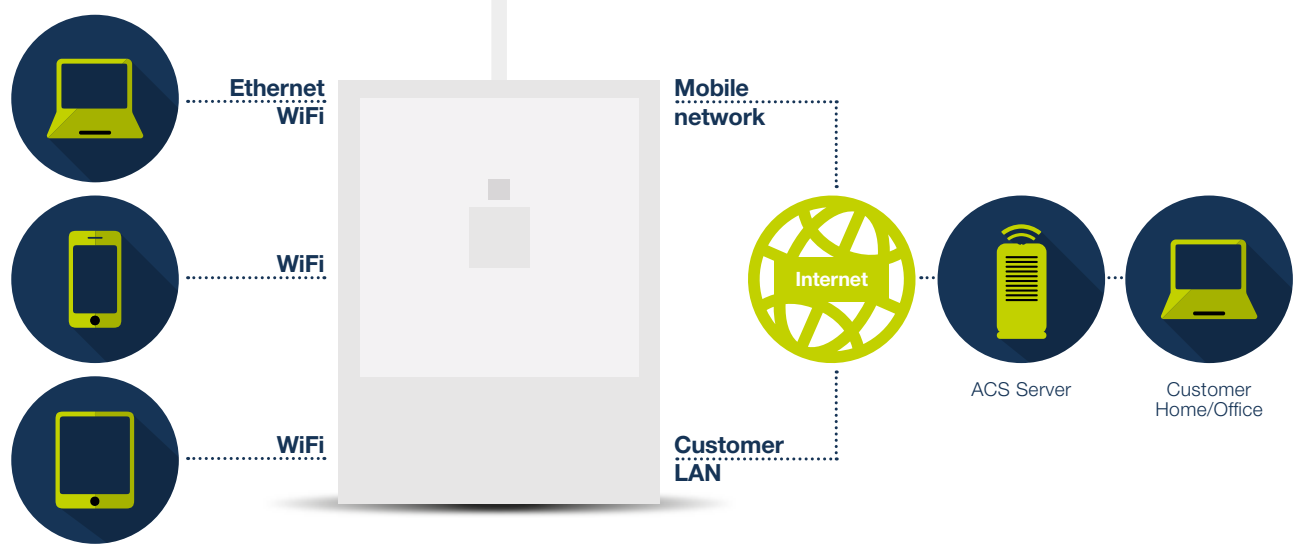 Ethernet
WiFi
Mobile
network
WiFi
Internet
ACS Server
Customer
Home/Office
WiFi
Customer
LAN